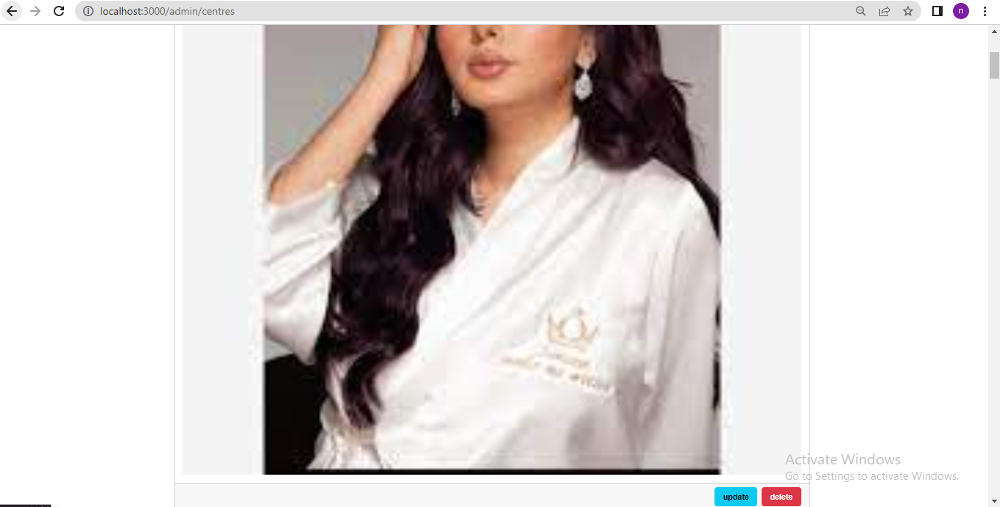 localhost:3000/admin/centres
n
Activate Windows
Go to Settings to activate Windows.
update
delete